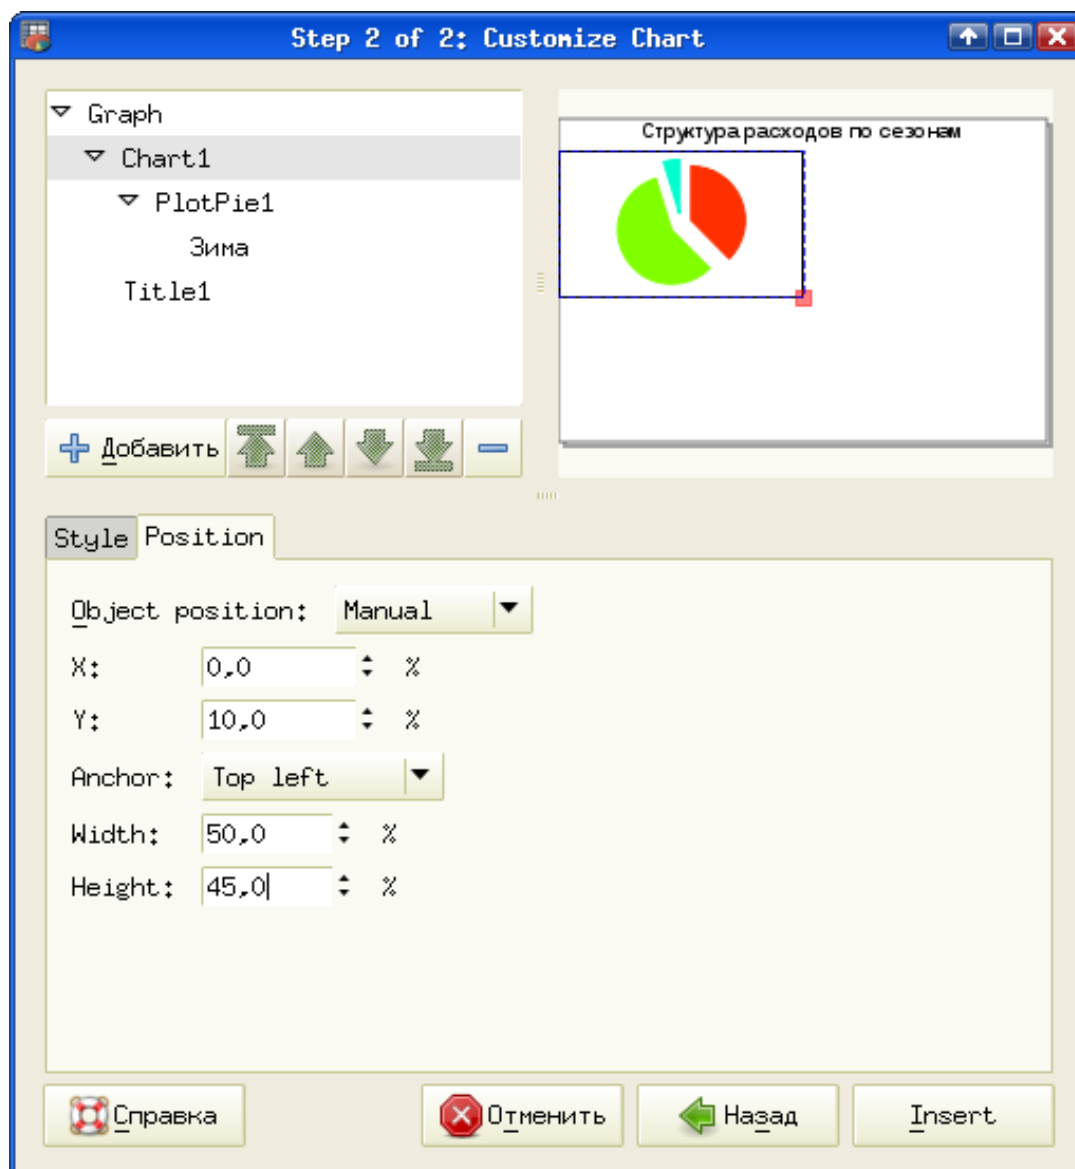 Step 2 of 2: Customize Chart
Graph
Chart1
PlotPie1
Зима
Title1
Структура расходов по сезонам
Добавить
Style Position
Object position: Manual
X: 0,0 %
Y: 10,0 %
Anchor: Top left
Width: 50,0 %
Height: 45,0 %
Справка Отменить Назад Insert